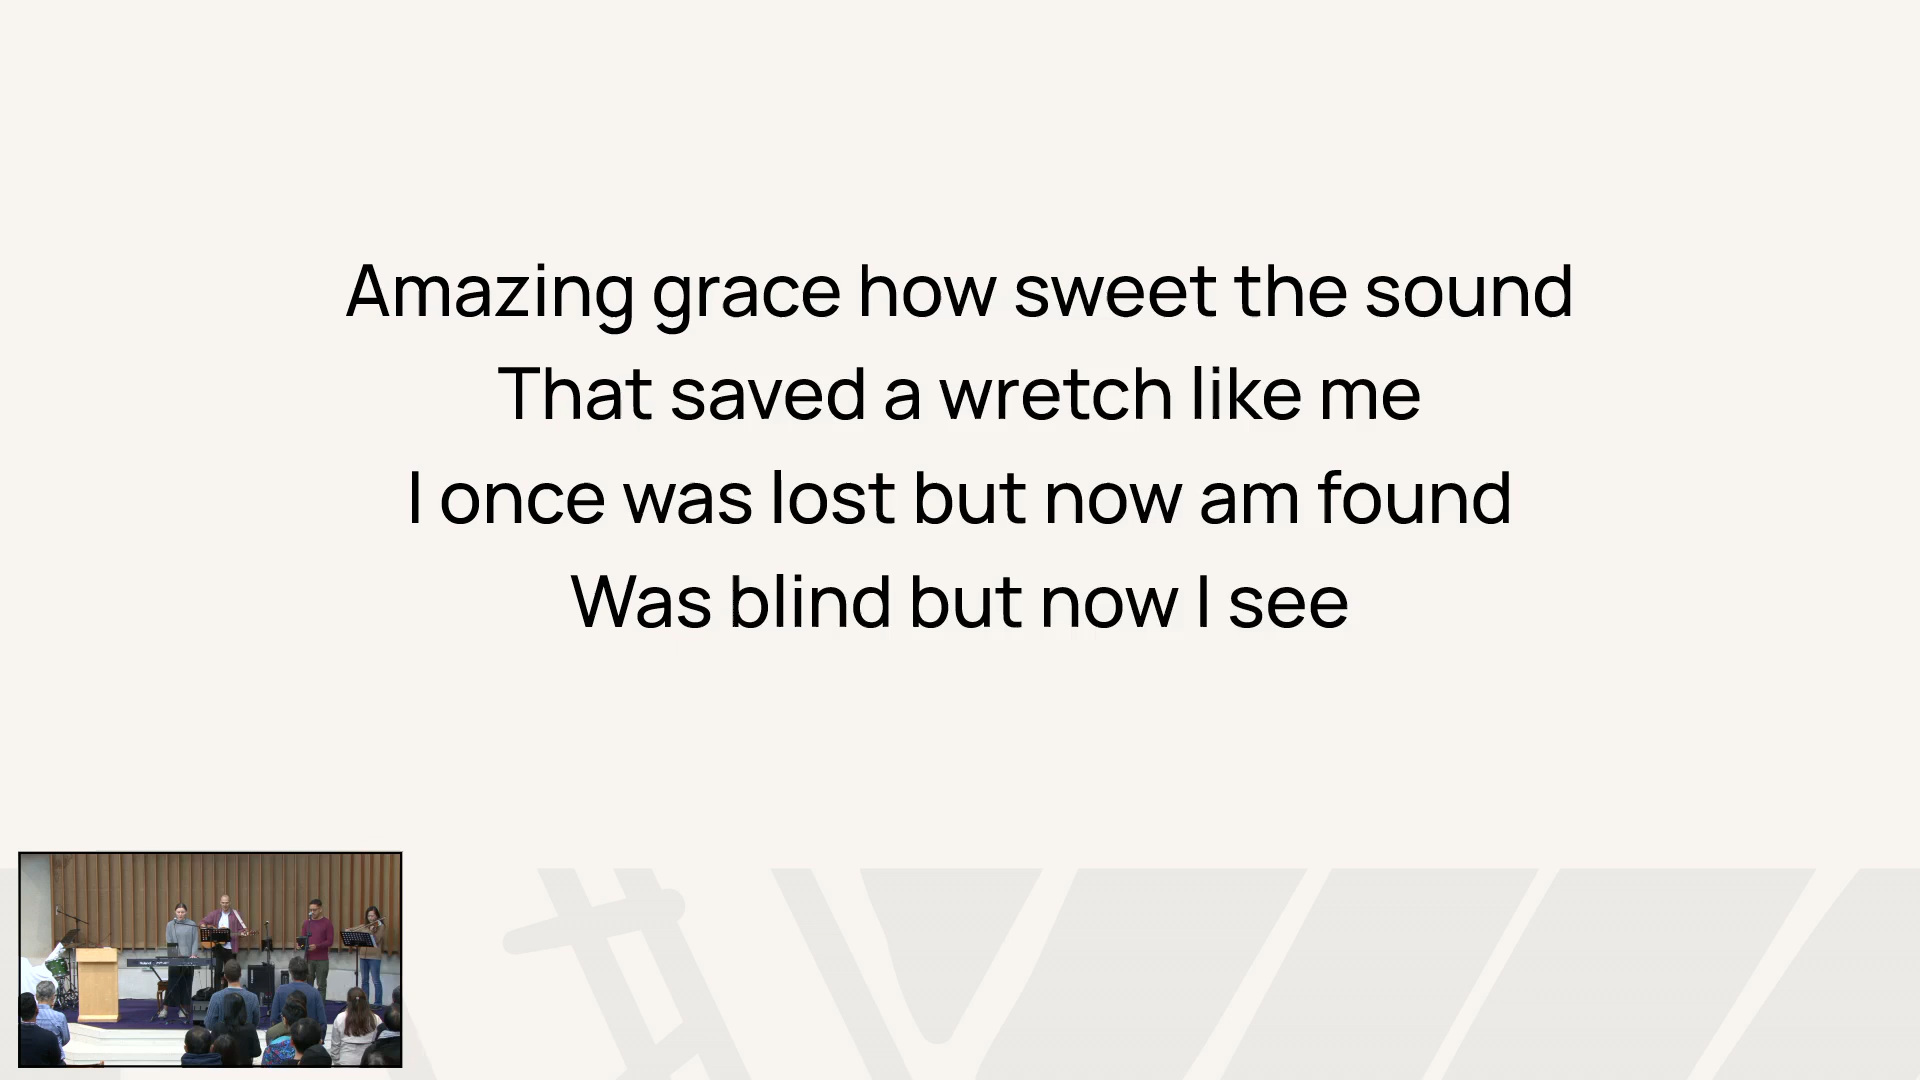 Amazing grace how sweet the sound
That saved a wretch like me
I once was lost but now am found
Was blind but now I see